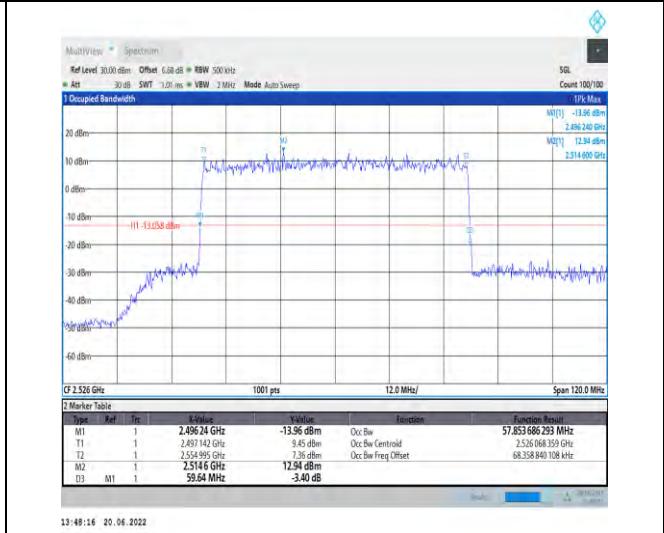 MultiView Spectrum
Ref Level 30.00 dBm Offset 6.68 dB RBW 500 kHz SGL
Att 30 dB SWT 1.01 ms VBW 2 MHz Mode Auto Sweep Count 100/100
1 Occupied Bandwidth 1Pk Max
M1[1] -13.96 dBm
2.496 240 GHz
M2[1] 12.94 dBm
2.514 600 GHz
20 dBm
M2
T1
T2
10 dBm
0 dBm
-10 dBm
M1
H1 -13.058 dBm
D3
-20 dBm
-30 dBm
-40 dBm
-50 dBm
-60 dBm
CF 2.526 GHz 1001 pts 12.0 MHz/ Span 120.0 MHz
2 Marker Table
Type Ref Trc X-Value Y-Value Function Function Result
M1 1 2.496 24 GHz -13.96 dBm Occ Bw 57.853 686 293 MHz
T1 1 2.497 142 GHz 9.45 dBm Occ Bw Centroid 2.526 068 359 GHz
T2 1 2.554 995 GHz 7.36 dBm Occ Bw Freq Offset 68.358 840 108 kHz
M2 1 2.514 6 GHz 12.94 dBm
D3 M1 1 59.64 MHz -3.40 dB
13:48:16 20.06.2022